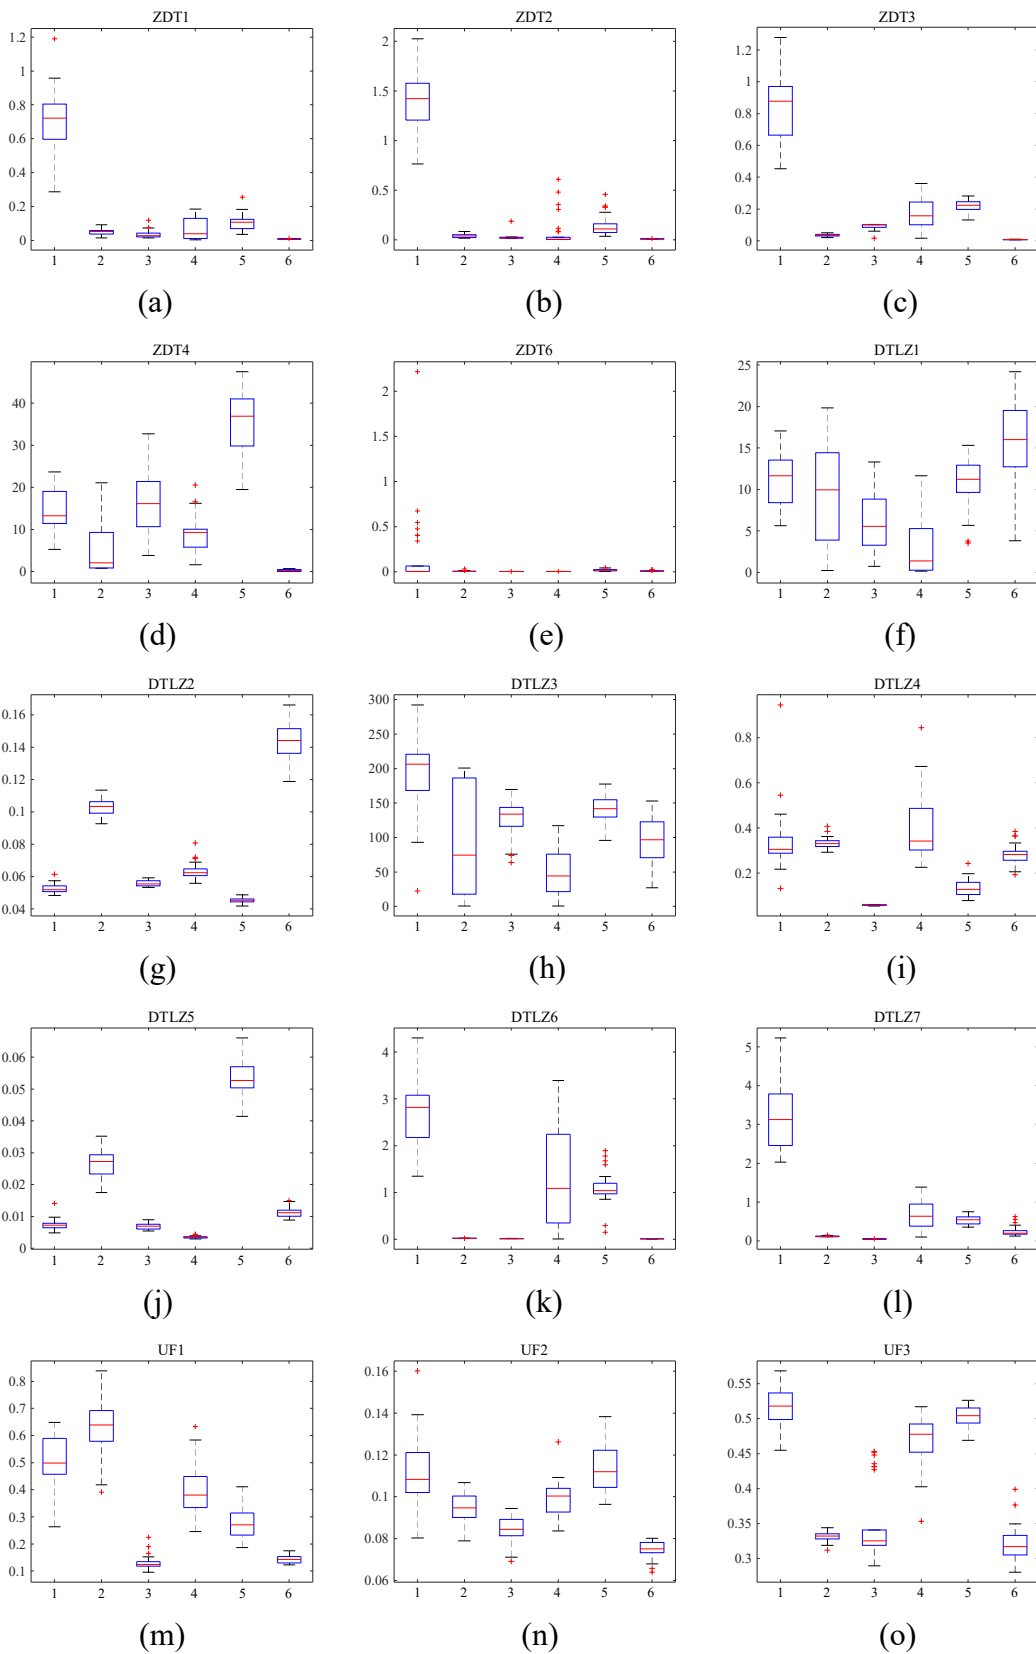 ZDT1 ZDT2 ZDT3
1.2 1 0.8 0.6 0.4 0.2 0
2 1.5 1 0.5 0
1.2 1 0.8 0.6 0.4 0.2 0
1 2 3 4 5 6 1 2 3 4 5 6 1 2 3 4 5 6
(a) (b) (c)
ZDT4 ZDT6 DTLZ1
40 30 20 10 0
2 1.5 1 0.5 0
25 20 15 10 5 0
1 2 3 4 5 6 1 2 3 4 5 6 1 2 3 4 5 6
(d) (e) (f)
DTLZ2 DTLZ3 DTLZ4
0.16 0.14 0.12 0.1 0.08 0.06 0.04
300 250 200 150 100 50 0
0.8 0.6 0.4 0.2
1 2 3 4 5 6 1 2 3 4 5 6 1 2 3 4 5 6
(g) (h) (i)
DTLZ5 DTLZ6 DTLZ7
0.06 0.05 0.04 0.03 0.02 0.01 0
4 3 2 1 0
5 4 3 2 1 0
1 2 3 4 5 6 1 2 3 4 5 6 1 2 3 4 5 6
(j) (k) (l)
UF1 UF2 UF3
0.8 0.7 0.6 0.5 0.4 0.3 0.2 0.1
0.16 0.14 0.12 0.1 0.08 0.06
0.55 0.5 0.45 0.4 0.35 0.3
1 2 3 4 5 6 1 2 3 4 5 6 1 2 3 4 5 6
(m) (n) (o)